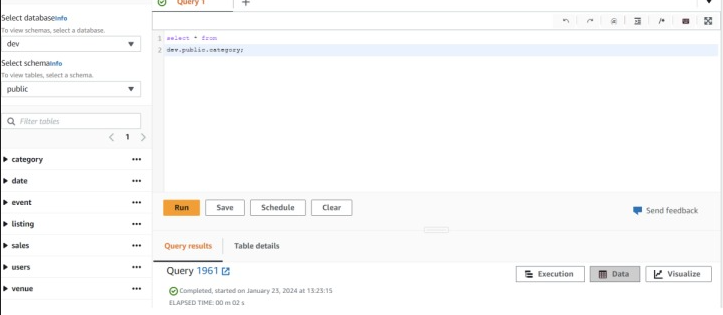 Query 1
Select databaseInfo
To view schemas, select a database.
dev
Select schemaInfo
To view tables, select a schema.
public
Filter tables
1
category
date
event
listing
sales
users
venue
1 select * from
2 dev.public.category;
Run Save Schedule Clear
Send feedback
Query results Table details
Query 1961
Execution Data Visualize
Completed, started on January 23, 2024 at 13:23:15
ELAPSED TIME: 00 m 02 s